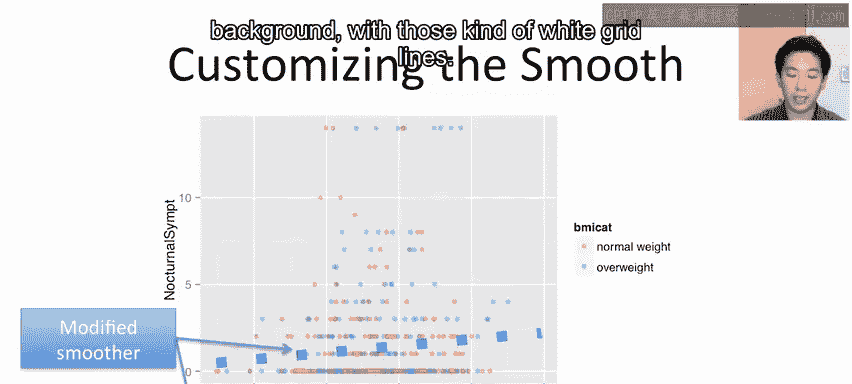 background, with those kind of white grid
lines.
Customizing the Smooth
NocturnalSympt
10
5
0
bmicat
normal weight
overweight
Modified
smoother